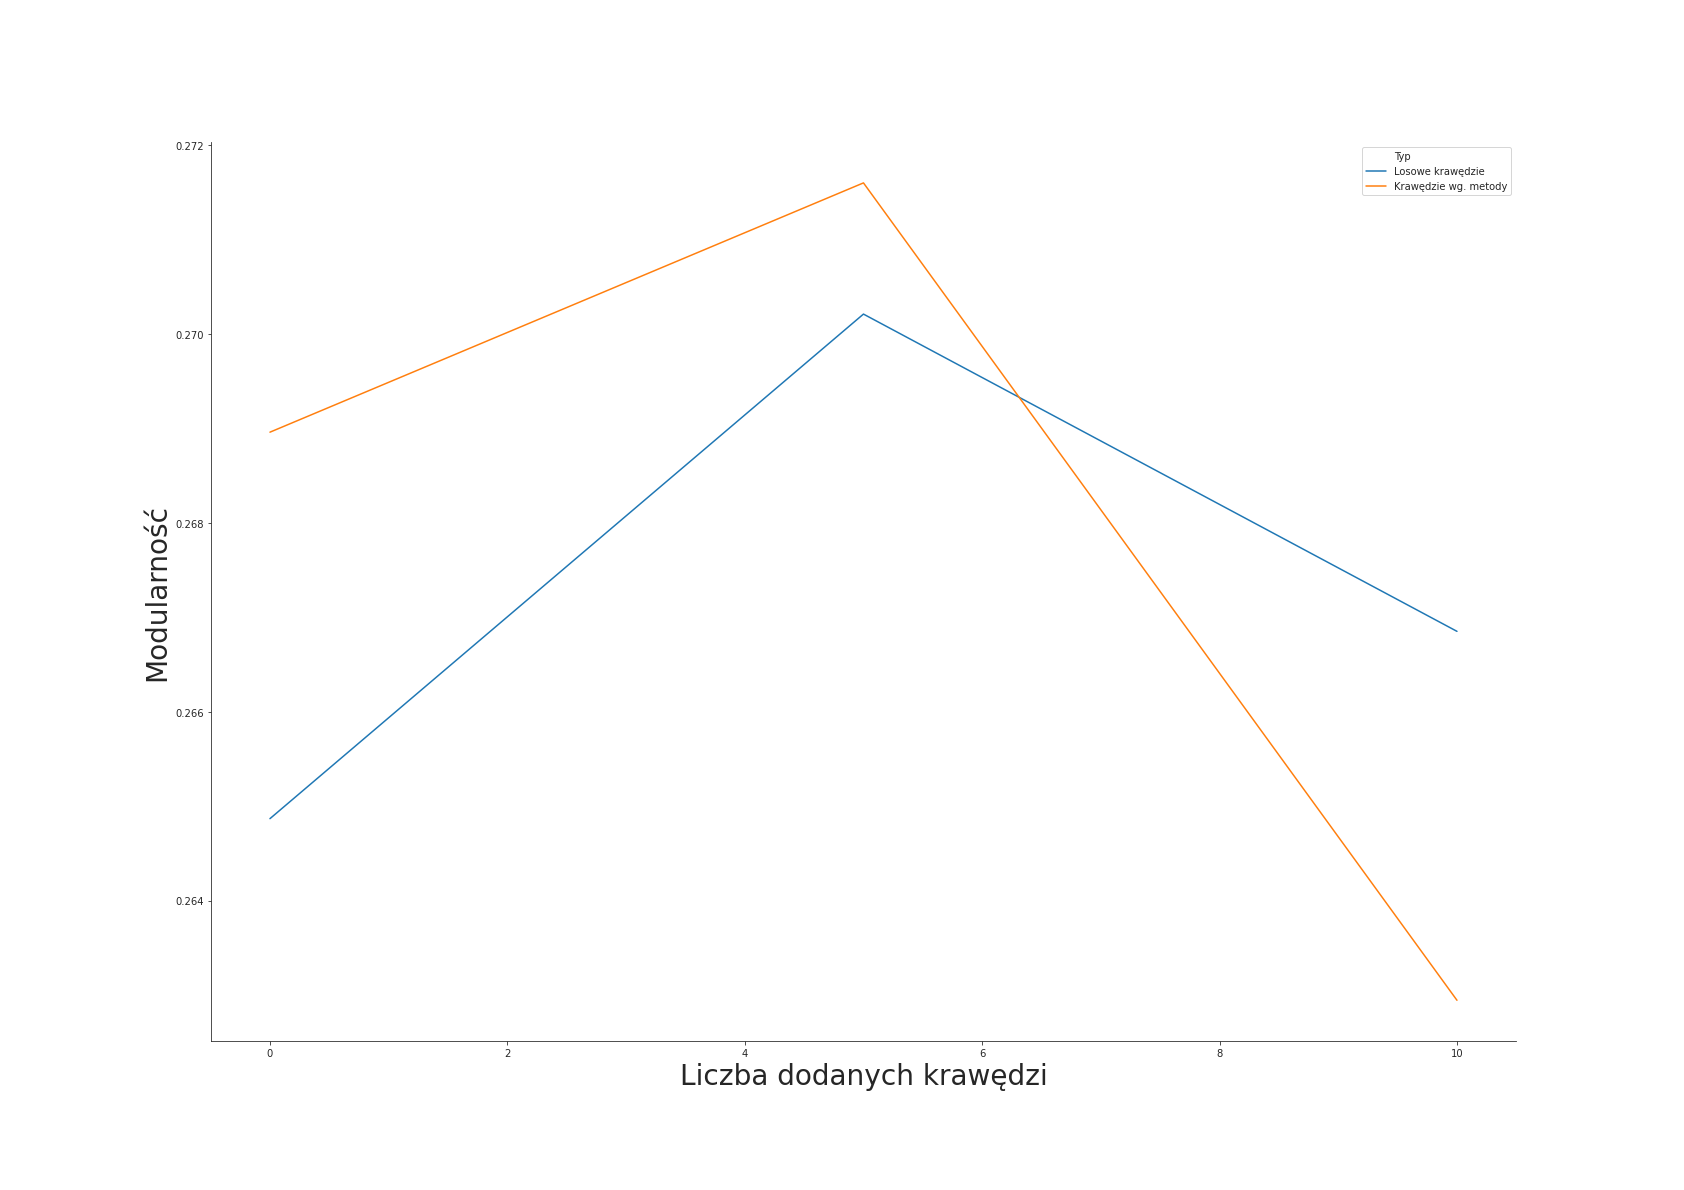 0.272
0.270
0.268
0.266
0.264
Modularność
0 2 4 6 8 10
Liczba dodanych krawędzi
Typ
Losowe krawędzie
Krawędzie wg. metody